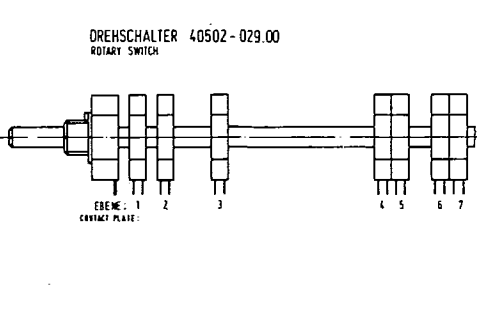 DREHSCHALTER 40502-029.00
ROTARY SWITCH
EBENE: 1 2 3 4 5 6 7
CONTACT PLATE: